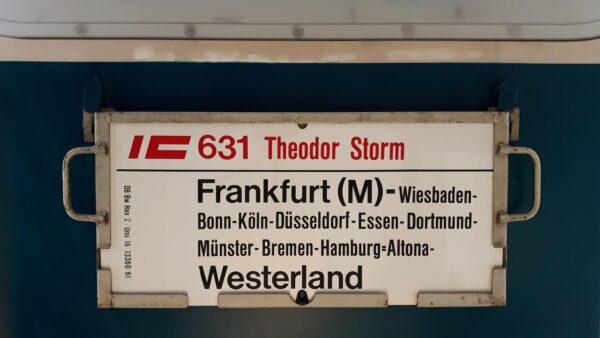 IC 631 Theodor Storm
Frankfurt (M)- Wiesbaden-
Bonn-Köln-Düsseldorf-Essen-Dortmund-
Münster-Bremen-Hamburg=Altona-
Westerland